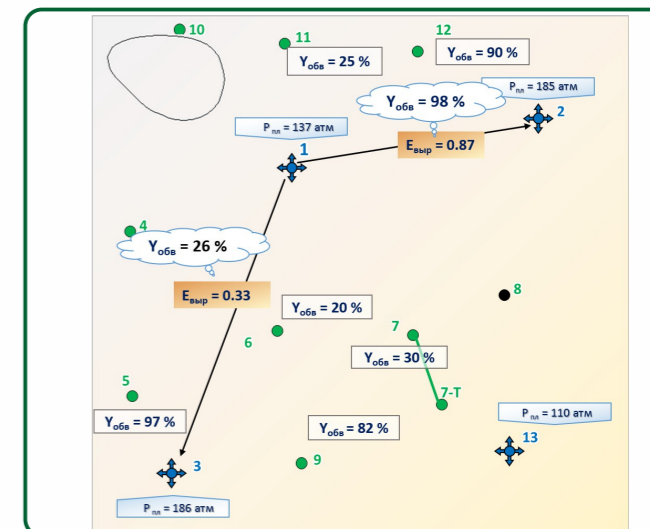 10
11
12
Yобв = 25 %
Yобв = 90 %
Pпл = 185 атм
Yобв = 98 %
2
Pпл = 137 атм
1
Eвыр = 0.87
4
Yобв = 26 %
Eвыр = 0.33
8
Yобв = 20 %
6
7
Yобв = 30 %
5
7-Т
Yобв = 97 %
Yобв = 82 %
Pпл = 110 атм
13
3
9
Pпл = 186 атм